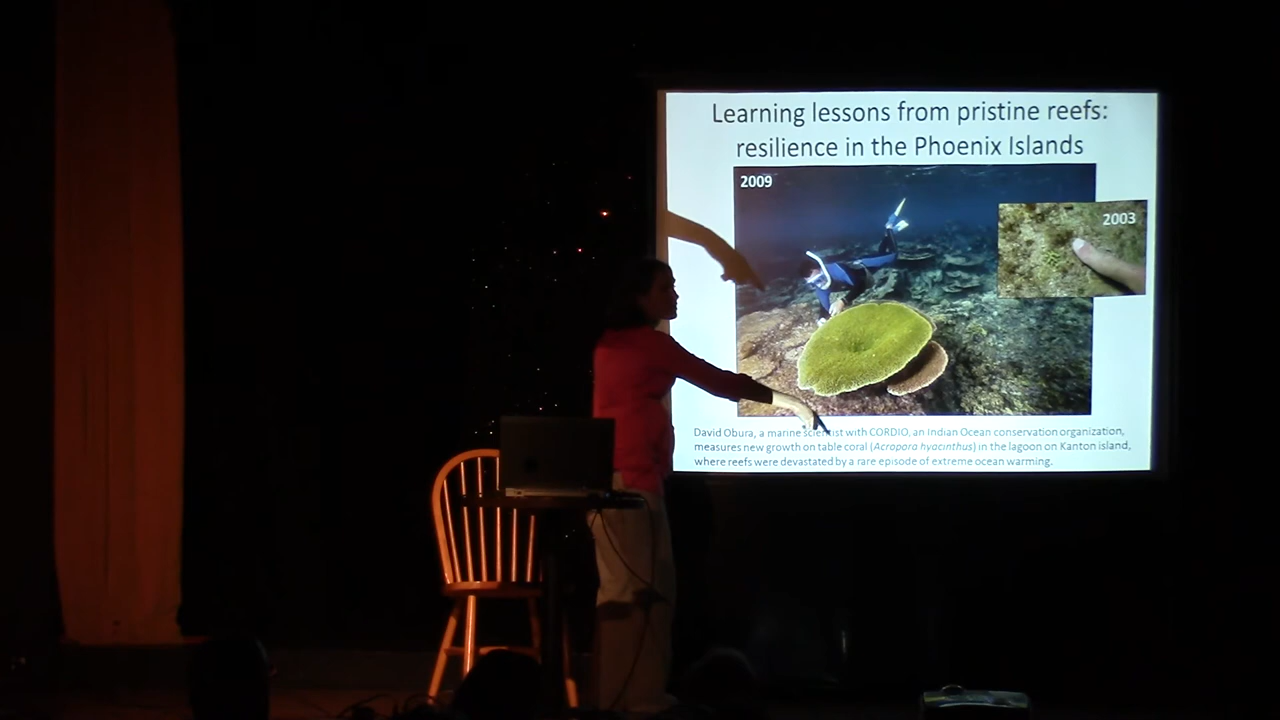 Learning lessons from pristine reefs:
resilience in the Phoenix Islands
2009
2003
David Obura, a marine scientist with CORDIO, an Indian Ocean conservation organization,
measures new growth on table coral (Acropora hyacinthus) in the lagoon on Kanton island,
where reefs were devastated by a rare episode of extreme ocean warming.